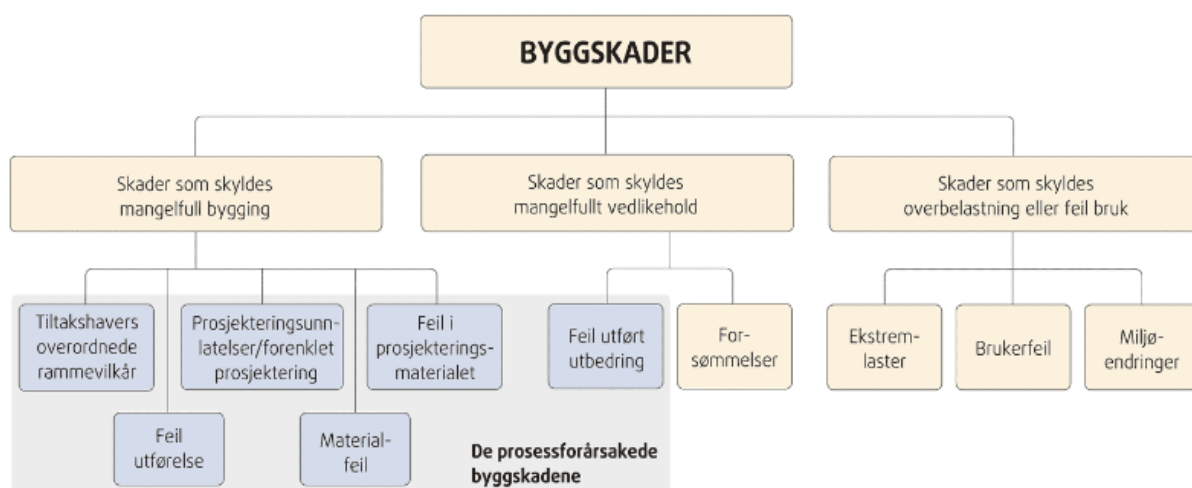 BYGGSKADER
Skader som skyldes
mangelfull bygging
Skader som skyldes
mangelfullt vedlikehold
Skader som skyldes
overbelastning eller feil bruk
Tiltakshavers
overordnede
rammevilkår
Prosjekteringsunn-
latelser/forenklet
prosjektering
Feil i
prosjekterings-
materialet
Feil utført
utbedring
For-
sømmelser
Ekstrem-
laster
Brukerfeil
Miljø-
endringer
Feil
utførelse
Material-
feil
De prosessforårsakede
byggskadene